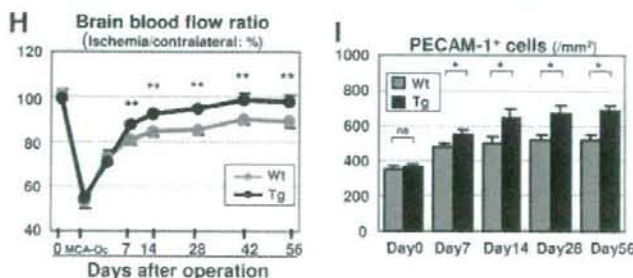 H
Brain blood flow ratio
(Ischemia/contralateral: %)
120
100
80
60
40
** ** ** ** **
Wt
Tg
0 MCA-Oc 7 14 28 42 56
Days after operation
I
PECAM-1+ cells (/mm²)
1000
800
600
400
200
0
Wt
Tg
ns
* * * *
Day0 Day7 Day14 Day28 Day56